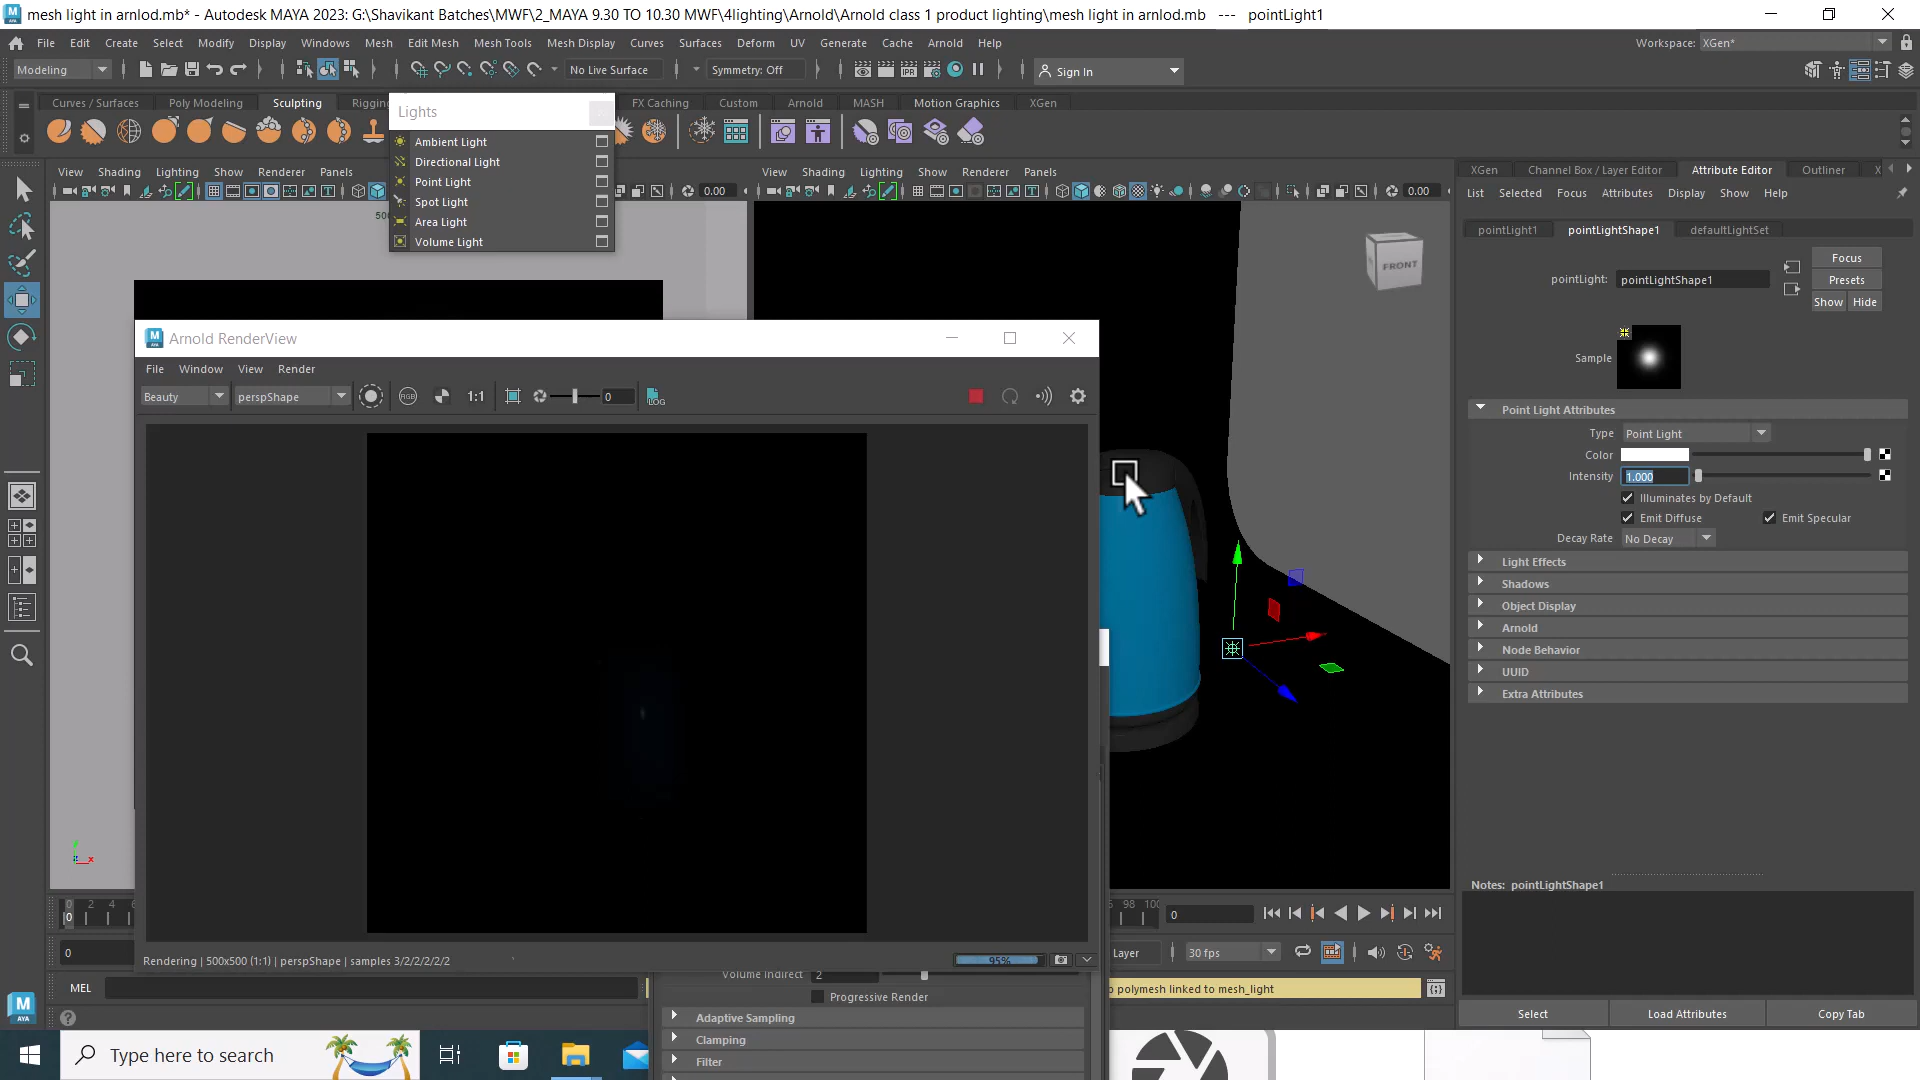 mesh light in arnlod.mb* - Autodesk MAYA 2023: G:\Shavikant Batches\MWF\2_MAYA 9.30 TO 10.30 MWF\4lighting\Arnold\Arnold class 1 product lighting\mesh light in arnlod.mb --- pointLight1
File Edit Create Select Modify Display Windows Mesh Edit Mesh Mesh Tools Mesh Display Curves Surfaces Deform UV Generate Cache Arnold Help
Workspace: XGen*
Modeling
No Live Surface
Symmetry: Off
Sign In
Curves / Surfaces Poly Modeling Sculpting Rigging
FX Caching Custom Arnold MASH Motion Graphics XGen
Lights
Ambient Light
Directional Light
Point Light
Spot Light
Area Light
Volume Light
View Shading Lighting Show Renderer Panels
0.00
View Shading Lighting Show Renderer Panels
0.00
FRONT
Arnold RenderView
File Window View Render
Beauty
perspShape
RGB
1:1
0
LOG
Rendering | 500x500 (1:1) | perspShape | samples 3/2/2/2/2/2
95%
XGen Channel Box / Layer Editor Attribute Editor Outliner X
List Selected Focus Attributes Display Show Help
pointLight1 pointLightShape1 defaultLightSet
pointLight: pointLightShape1
Focus
Presets
Show Hide
Sample
Point Light Attributes
Type Point Light
Color
Intensity 1.000
Illuminates by Default
Emit Diffuse Emit Specular
Decay Rate No Decay
Light Effects
Shadows
Object Display
Arnold
Node Behavior
UUID
Extra Attributes
Notes: pointLightShape1
Select Load Attributes Copy Tab
0 2 4 6
0
98 100
0
0
Layer
30 fps
MEL
o polymesh linked to mesh_light
Volume Indirect 2
Progressive Render
Adaptive Sampling
Clamping
Filter
M
AYA
Type here to search